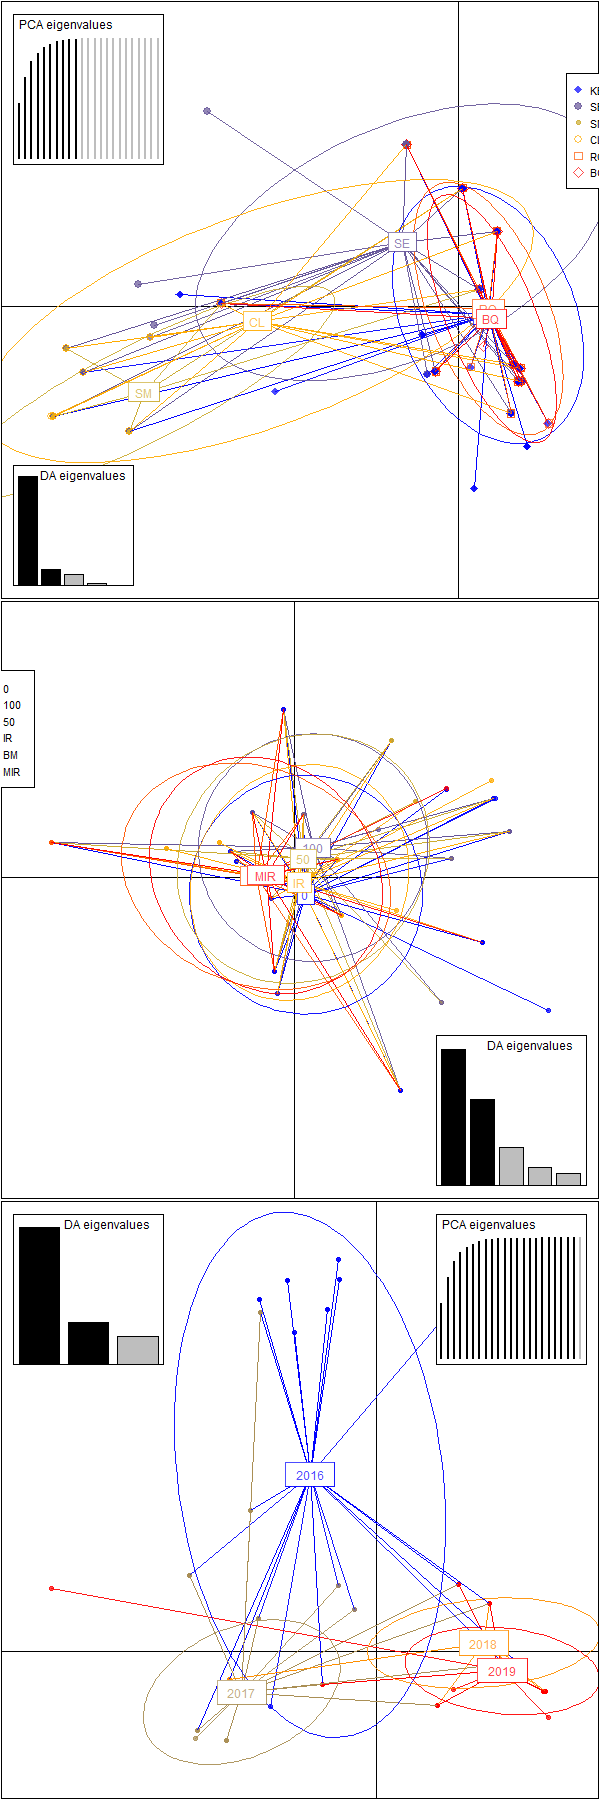 PCA eigenvalues
SE
CL
BQ
SM
DA eigenvalues
0
100
50
IR
BM
MIR
100
50
MIR
IR
0
DA eigenvalues
DA eigenvalues
PCA eigenvalues
2016
2018
2019
2017